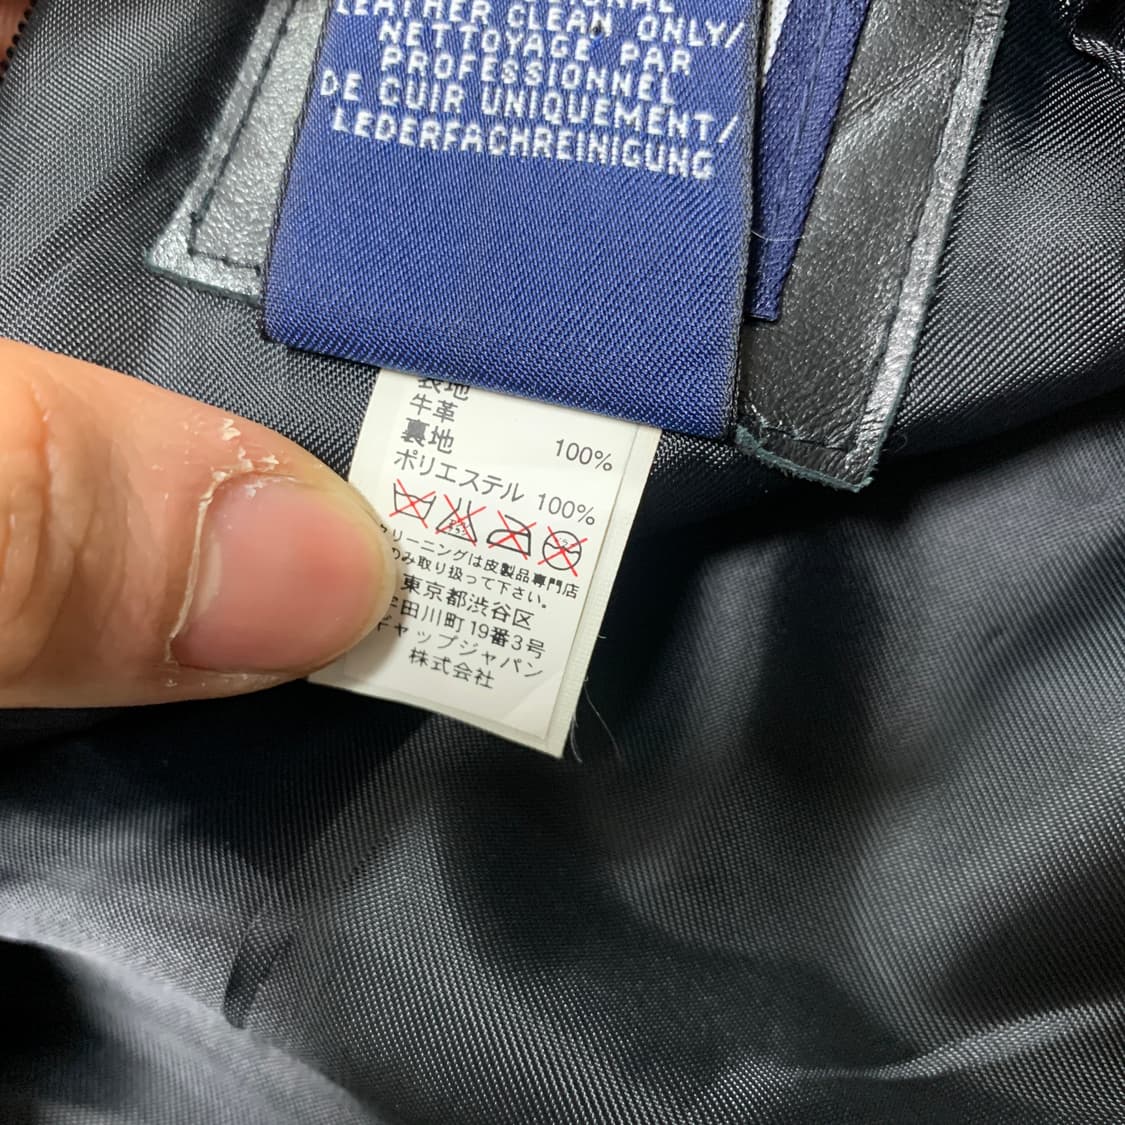 LEATHER CLEAN ONLY/
NETTOYAGE PAR
PROFESSIONNEL
DE CUIR UNIQUEMENT/
LEDERFACHREINIGUNG
表地
牛革 100%
裏地
ポリエステル 100%
クリーニングは皮製品専門店
のみ取り扱って下さい。
東京都渋谷区
宇田川町19番3号
ギャップジャパン
株式会社